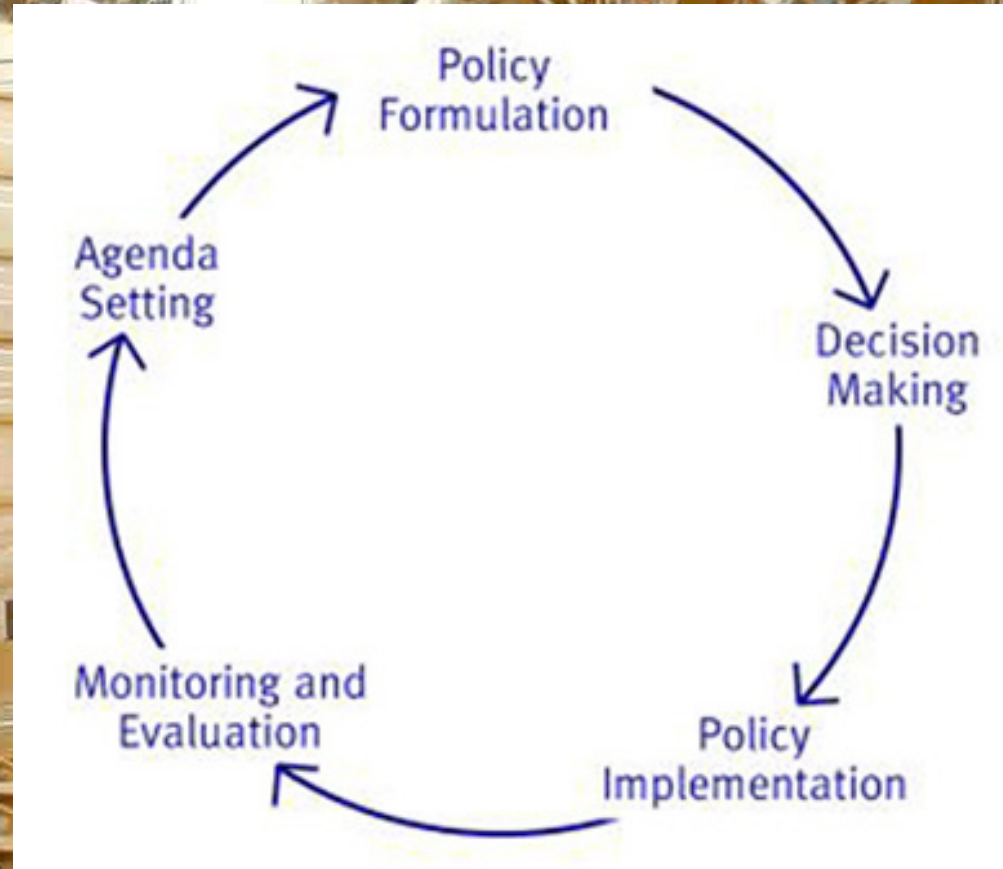 Policy
Formulation
Agenda
Setting
Decision
Making
Monitoring and
Evaluation
Policy
Implementation